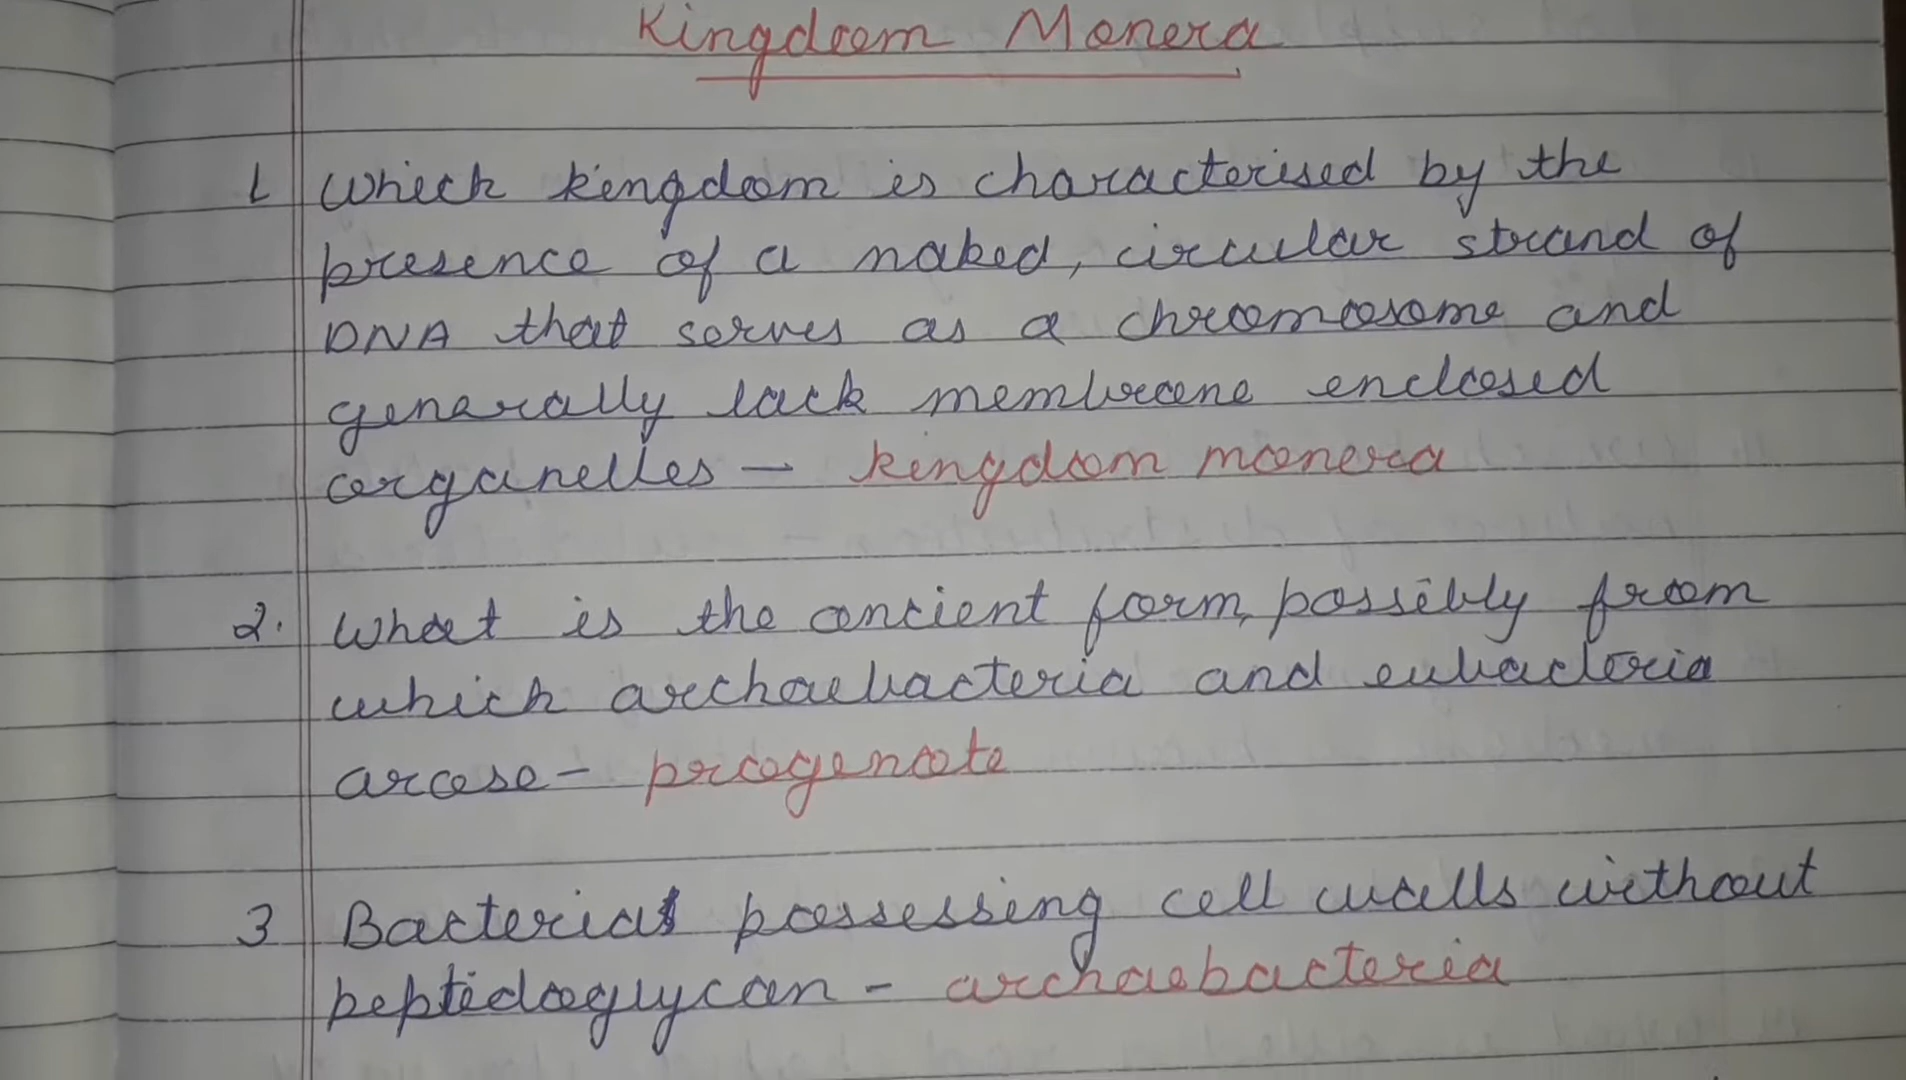 Kingdom Monera
1 Which kingdom is characterised by the
presence of a naked, circular strand of
DNA that serves as a chromosome and
generally lack membrane enclosed
organelles - kingdom monera
2. What is the ancient form, possibly from
which archaebacteria and eubacteria
arose - progenote
3 Bacteria possessing cell walls without
peptidoglycan - archaebacteria